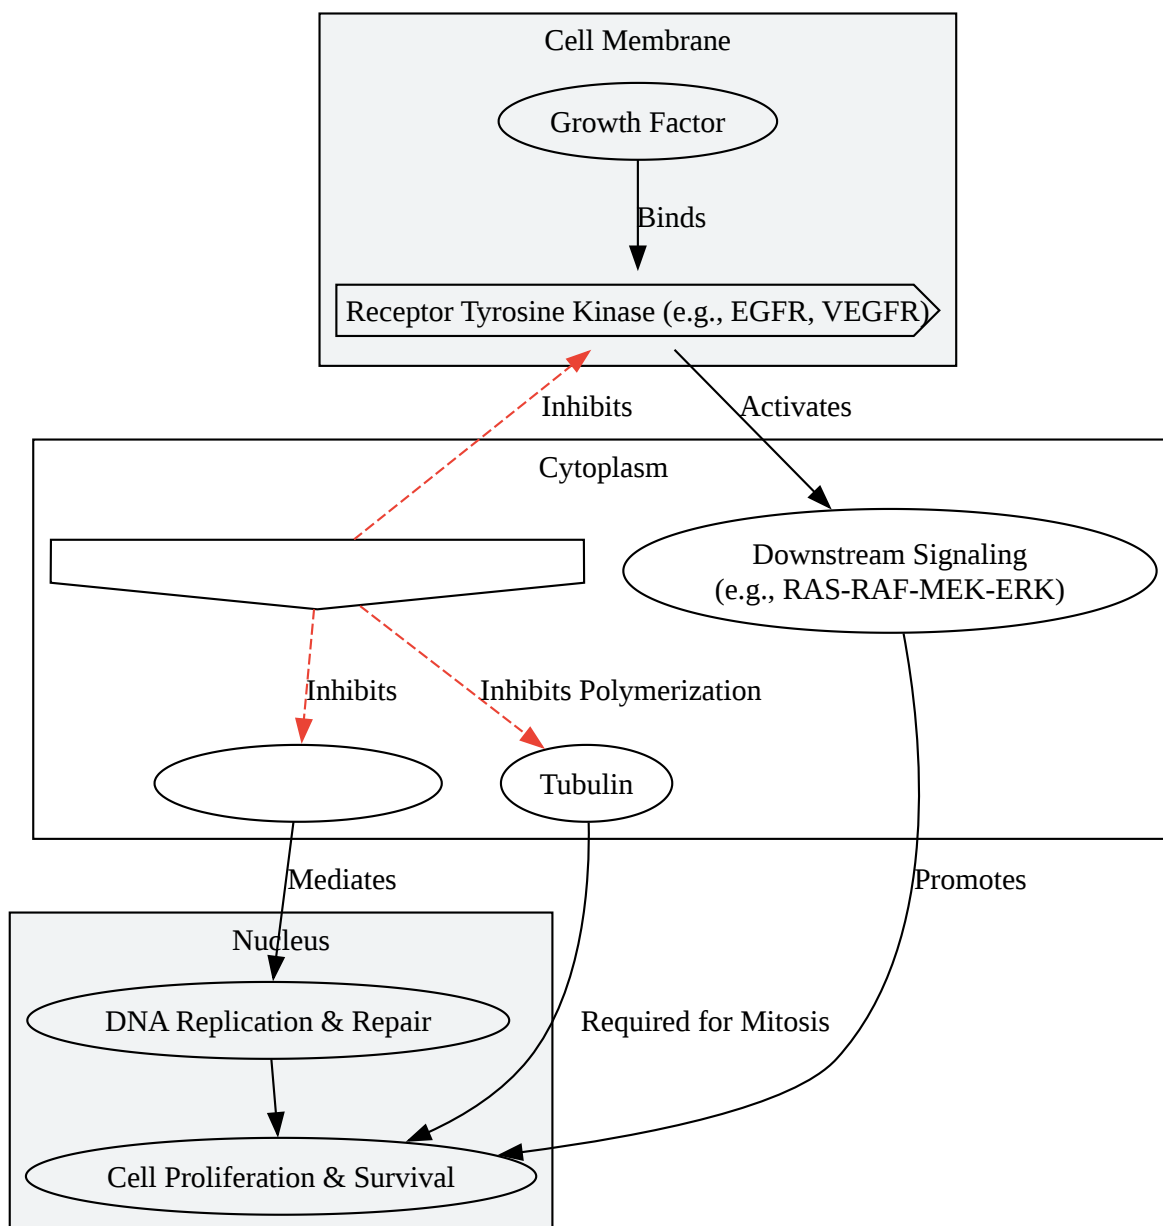 Cell Membrane
Growth Factor
Binds
Receptor Tyrosine Kinase (e.g., EGFR, VEGFR)
Inhibits
Activates
Cytoplasm
Downstream Signaling
(e.g., RAS-RAF-MEK-ERK)
Inhibits
Inhibits Polymerization
Tubulin
Mediates
Promotes
Nucleus
DNA Replication & Repair
Required for Mitosis
Cell Proliferation & Survival